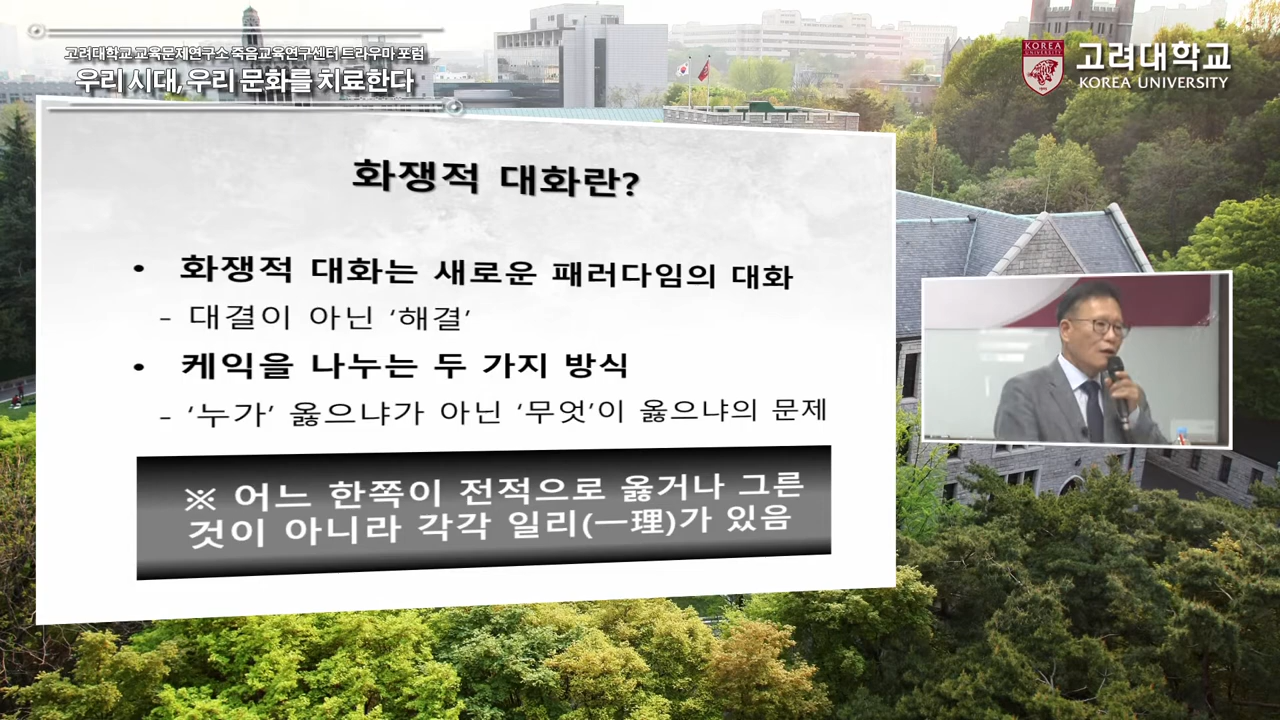 고려대학교 교육문제연구소 죽음교육연구센터 트라우마 포럼
우리 시대, 우리 문화를 치료한다
KOREA
UNIVERSITY
고려대학교
KOREA UNIVERSITY
화쟁적 대화란?
• 화쟁적 대화는 새로운 패러다임의 대화
- 대결이 아닌 '해결'
• 케익을 나누는 두 가지 방식
- '누가' 옳으냐가 아닌 '무엇'이 옳으냐의 문제
※ 어느 한쪽이 전적으로 옳거나 그른
것이 아니라 각각 일리(一理)가 있음